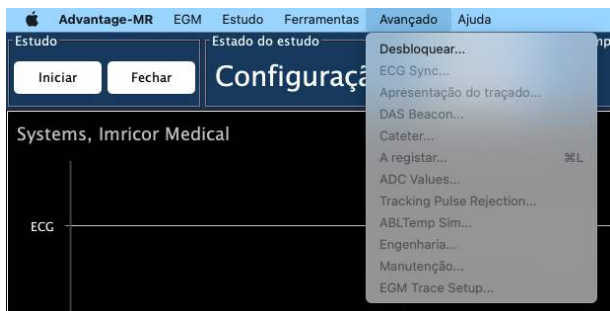 Advantage-MR EGM Estudo Ferramentas Avançado Ajuda
Estudo
Iniciar Fechar
Estado do estudo
Configuraçã
Desbloquear...
ECG Sync...
Apresentação do traçado...
DAS Beacon...
Cateter...
A registar... ⌘L
ADC Values...
Tracking Pulse Rejection...
ABLTemp Sim...
Engenharia...
Manutenção...
EGM Trace Setup...
Systems, Imricor Medical
ECG